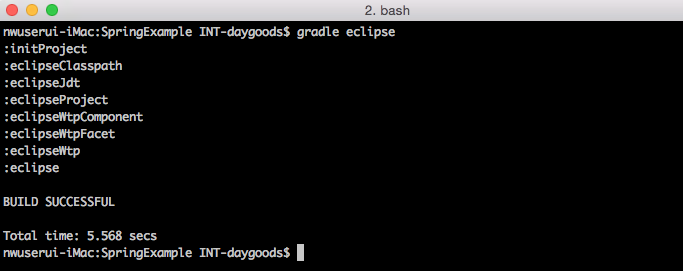 2. bash
nwuserui-iMac:SpringExample INT-daygoods$ gradle eclipse
:initProject
:eclipseClasspath
:eclipseJdt
:eclipseProject
:eclipseWtpComponent
:eclipseWtpFacet
:eclipseWtp
:eclipse
BUILD SUCCESSFUL
Total time: 5.568 secs
nwuserui-iMac:SpringExample INT-daygoods$